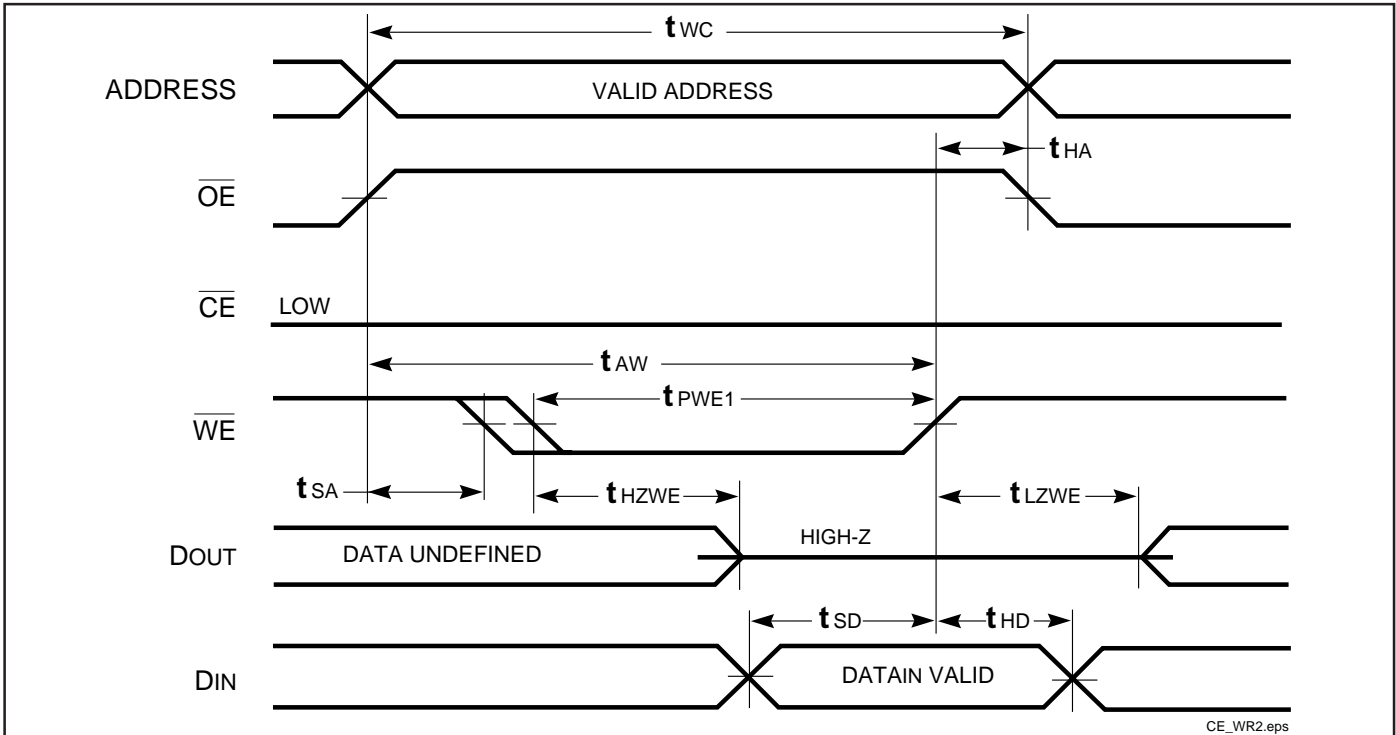 tWC
ADDRESS
VALID ADDRESS
tHA
OE
CE
LOW
tAW
tPWE1
WE
tSA
tHZWE
tLZWE
DOUT
DATA UNDEFINED
HIGH-Z
tSD
tHD
DIN
DATAIN VALID
CE_WR2.eps